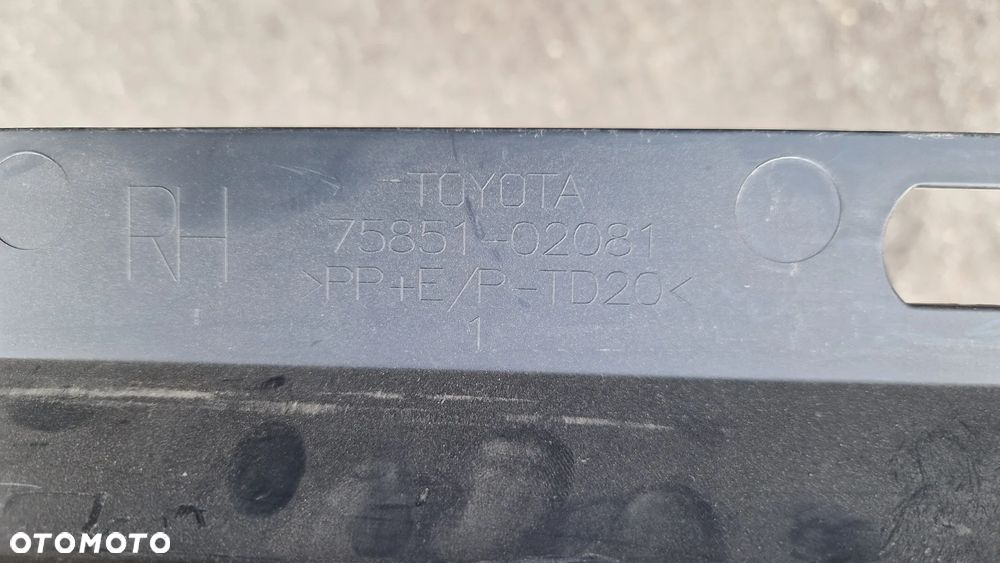 RH
TOYOTA
75851-02081
>PP+E/P-TD20<
1
OTOMOTO